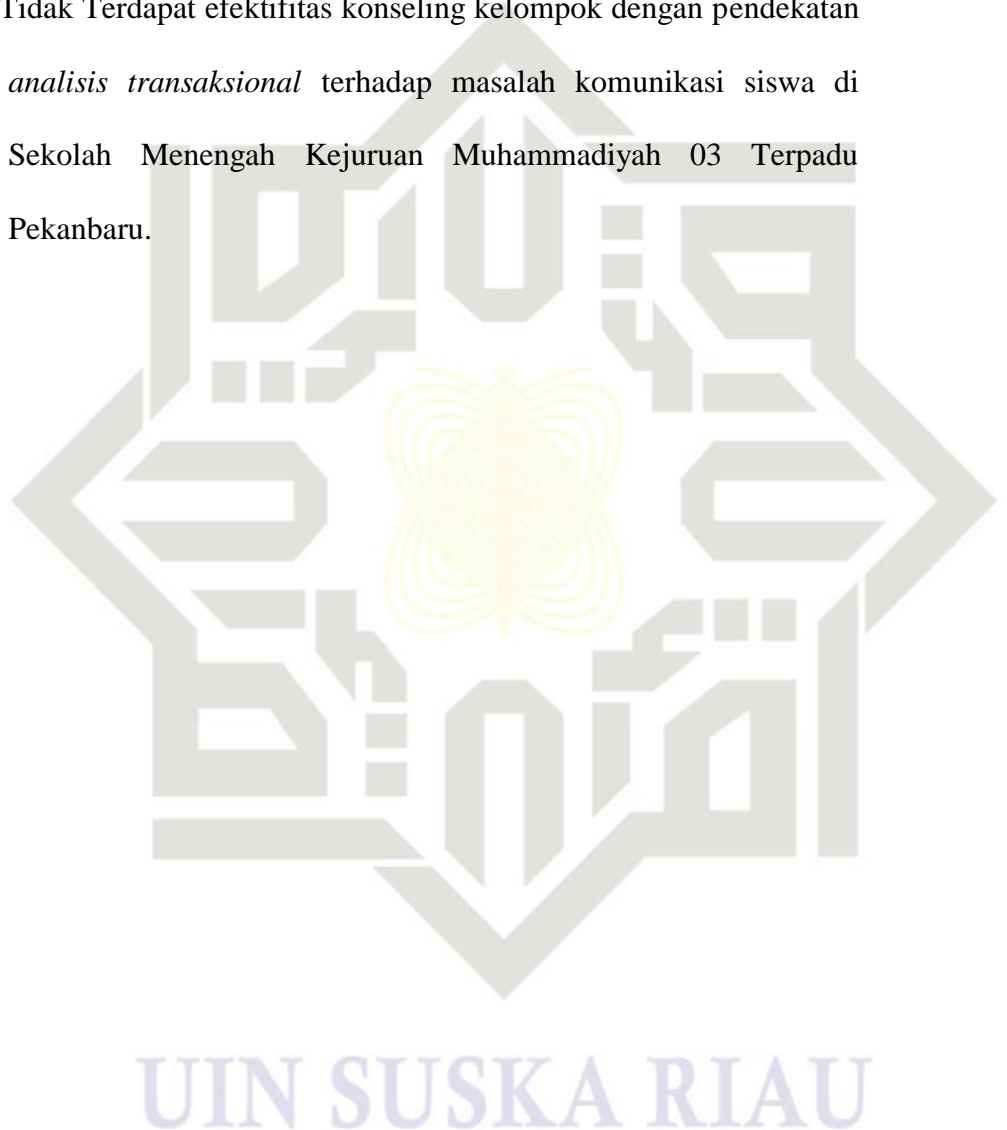 Tidak Terdapat efektifitas konseling kelompok dengan pendekatan
analisis transaksional terhadap masalah komunikasi siswa di
Sekolah Menengah Kejuruan Muhammadiyah 03 Terpadu
Pekanbaru.
UIN SUSKA RIAU